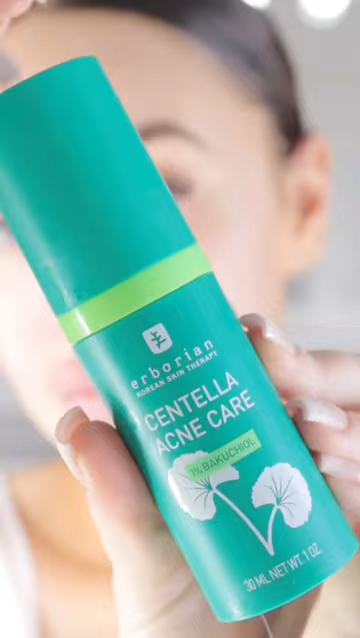 erborian
KOREAN SKIN THERAPY
CENTELLA
ACNE CARE
1% BAKUCHIOL
30 ML NET WT. 1 OZ.